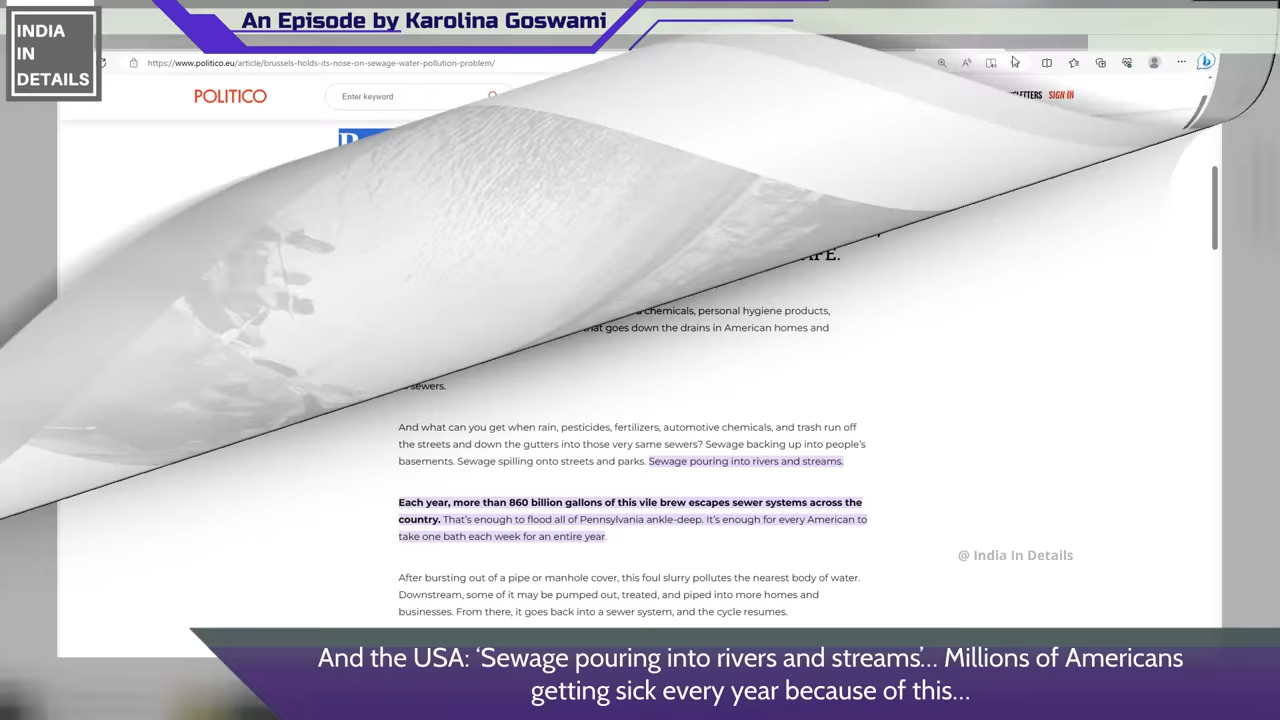 An Episode by Karolina Goswami
INDIA
IN
DETAILS
https://www.politico.eu/article/brussels-holds-its-nose-on-sewage-water-pollution-problem/
POLITICO
Enter keyword
SIGN IN
chemicals, personal hygiene products,
that goes down the drains in American homes and
sewers.
And what can you get when rain, pesticides, fertilizers, automotive chemicals, and trash run off
the streets and down the gutters into those very same sewers? Sewage backing up into people's
basements. Sewage spilling onto streets and parks. Sewage pouring into rivers and streams.
Each year, more than 860 billion gallons of this vile brew escapes sewer systems across the
country. That's enough to flood all of Pennsylvania ankle-deep. It's enough for every American to
take one bath each week for an entire year.
@ India In Details
After bursting out of a pipe or manhole cover, this foul slurry pollutes the nearest body of water.
Downstream, some of it may be pumped out, treated, and piped into more homes and
businesses. From there, it goes back into a sewer system, and the cycle resumes.
And the USA: ‘Sewage pouring into rivers and streams’... Millions of Americans
getting sick every year because of this...